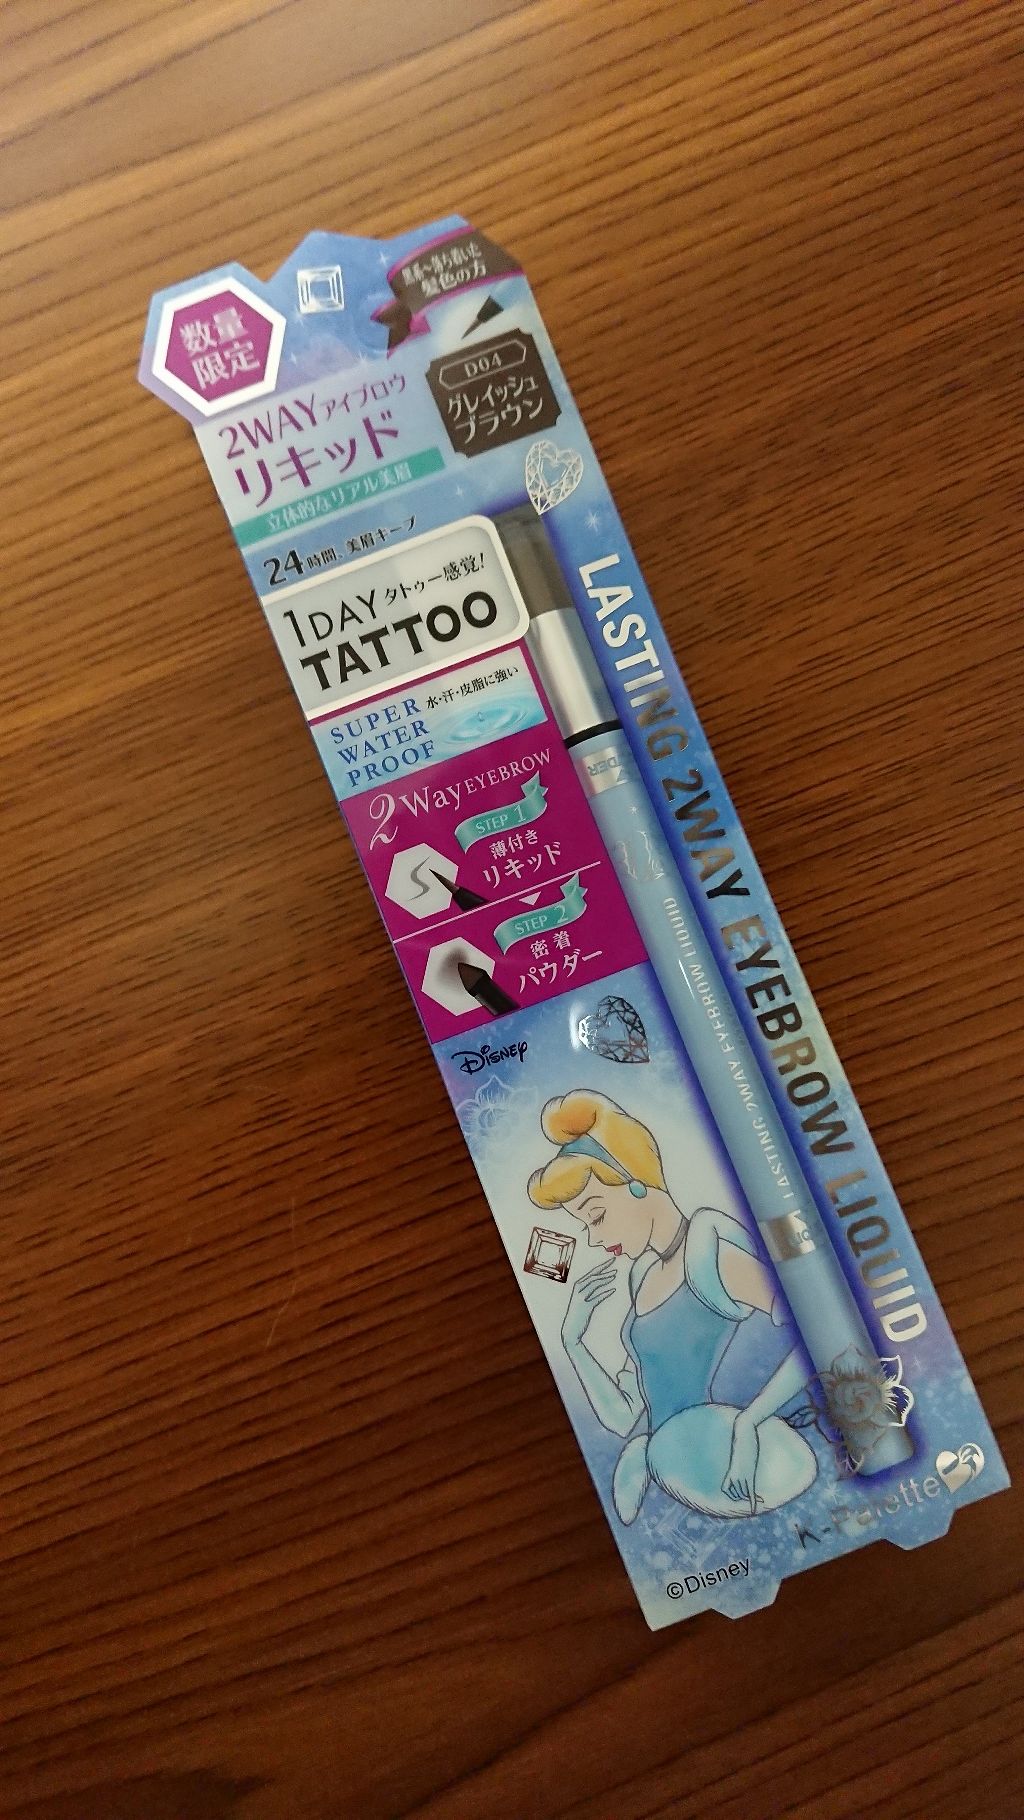 数量
限定
黒髪〜落ち着いた
髪色の方
D04
グレイッシュ
ブラウン
2WAYアイブロウ
リキッド
立体的なリアル美眉
24時間、美眉キープ
1DAYタトゥー感覚!
TATTOO
SUPER
WATER
PROOF
水・汗・皮脂に強い
2Way EYEBROW
STEP 1
薄付き
リキッド
STEP 2
密着
パウダー
Disney
LASTING 2WAY EYEBROW LIQUID
LASTING 2WAY EYEBROW LIQUID
K-Palette
©Disney